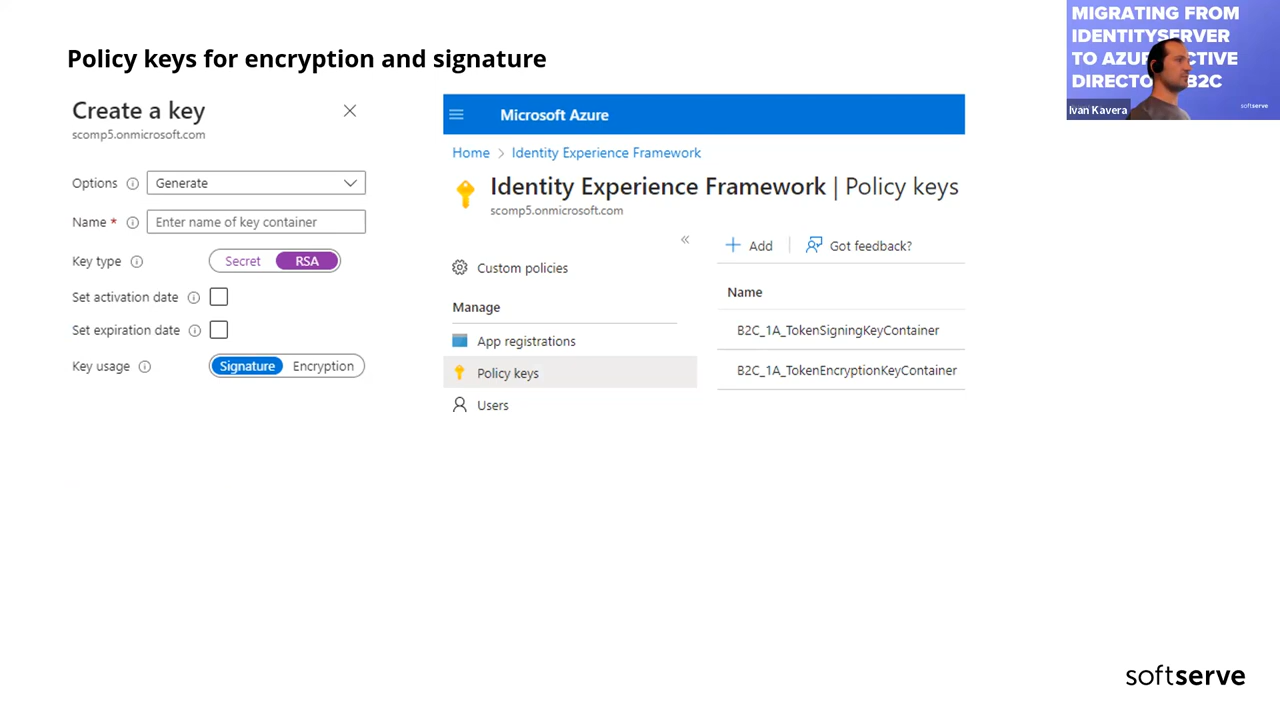 Policy keys for encryption and signature
Create a key
scomp5.onmicrosoft.com
Options
Generate
Name *
Enter name of key container
Key type
Secret
RSA
Set activation date
Set expiration date
Key usage
Signature
Encryption
Microsoft Azure
Home > Identity Experience Framework
Identity Experience Framework | Policy keys
scomp5.onmicrosoft.com
«
Custom policies
Manage
App registrations
Policy keys
Users
+ Add
Got feedback?
Name
B2C_1A_TokenSigningKeyContainer
B2C_1A_TokenEncryptionKeyContainer
MIGRATING FROM
IDENTITYSERVER
TO
DIRECTO B2C
softserve
Ivan Kavera
softserve